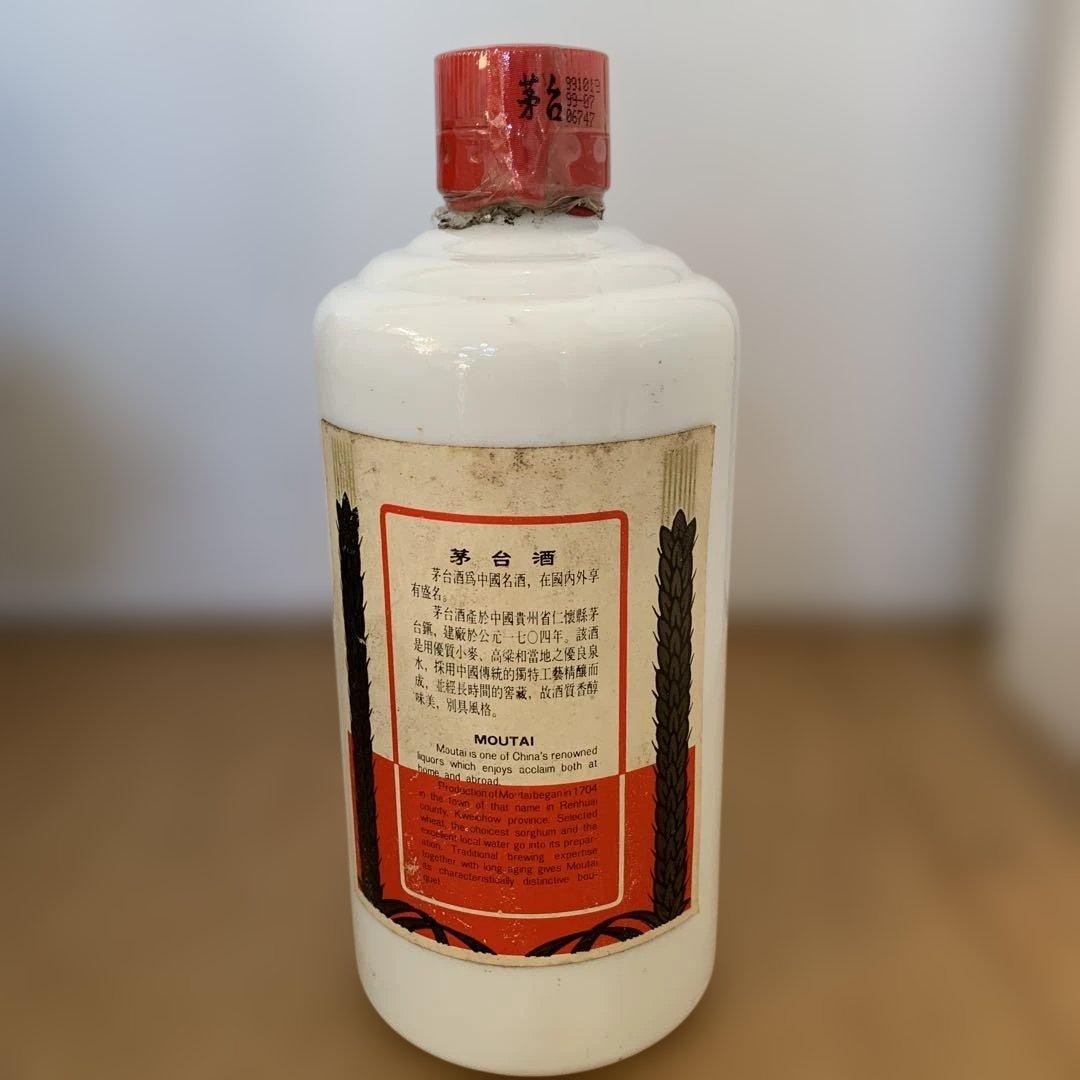 茅台
991019
99-07
06747
茅台酒
茅台酒爲中國名酒，在國內外享
有盛名。
茅台酒產於中國貴州省仁懷縣茅
台鎮，建廠於公元一七〇四年。該酒
是用優質小麥、高粱和當地之優良泉
水，採用中國傳統的獨特工藝精釀而
成，並經長時間的窖藏，故酒質香醇
味美，別具風格。
MOUTAI
Moutai is one of China's renowned
liquors which enjoys acclaim both at
home and abroad.
Production of Moutai began in 1704
in the town of that name in Renhuai
county, Kweichow province. Selected
wheat, the choicest sorghum and the
excellent local water go into its prepar-
ation. Traditional brewing expertise
together with long aging gives Moutai
its characteristically distinctive bou-
quet